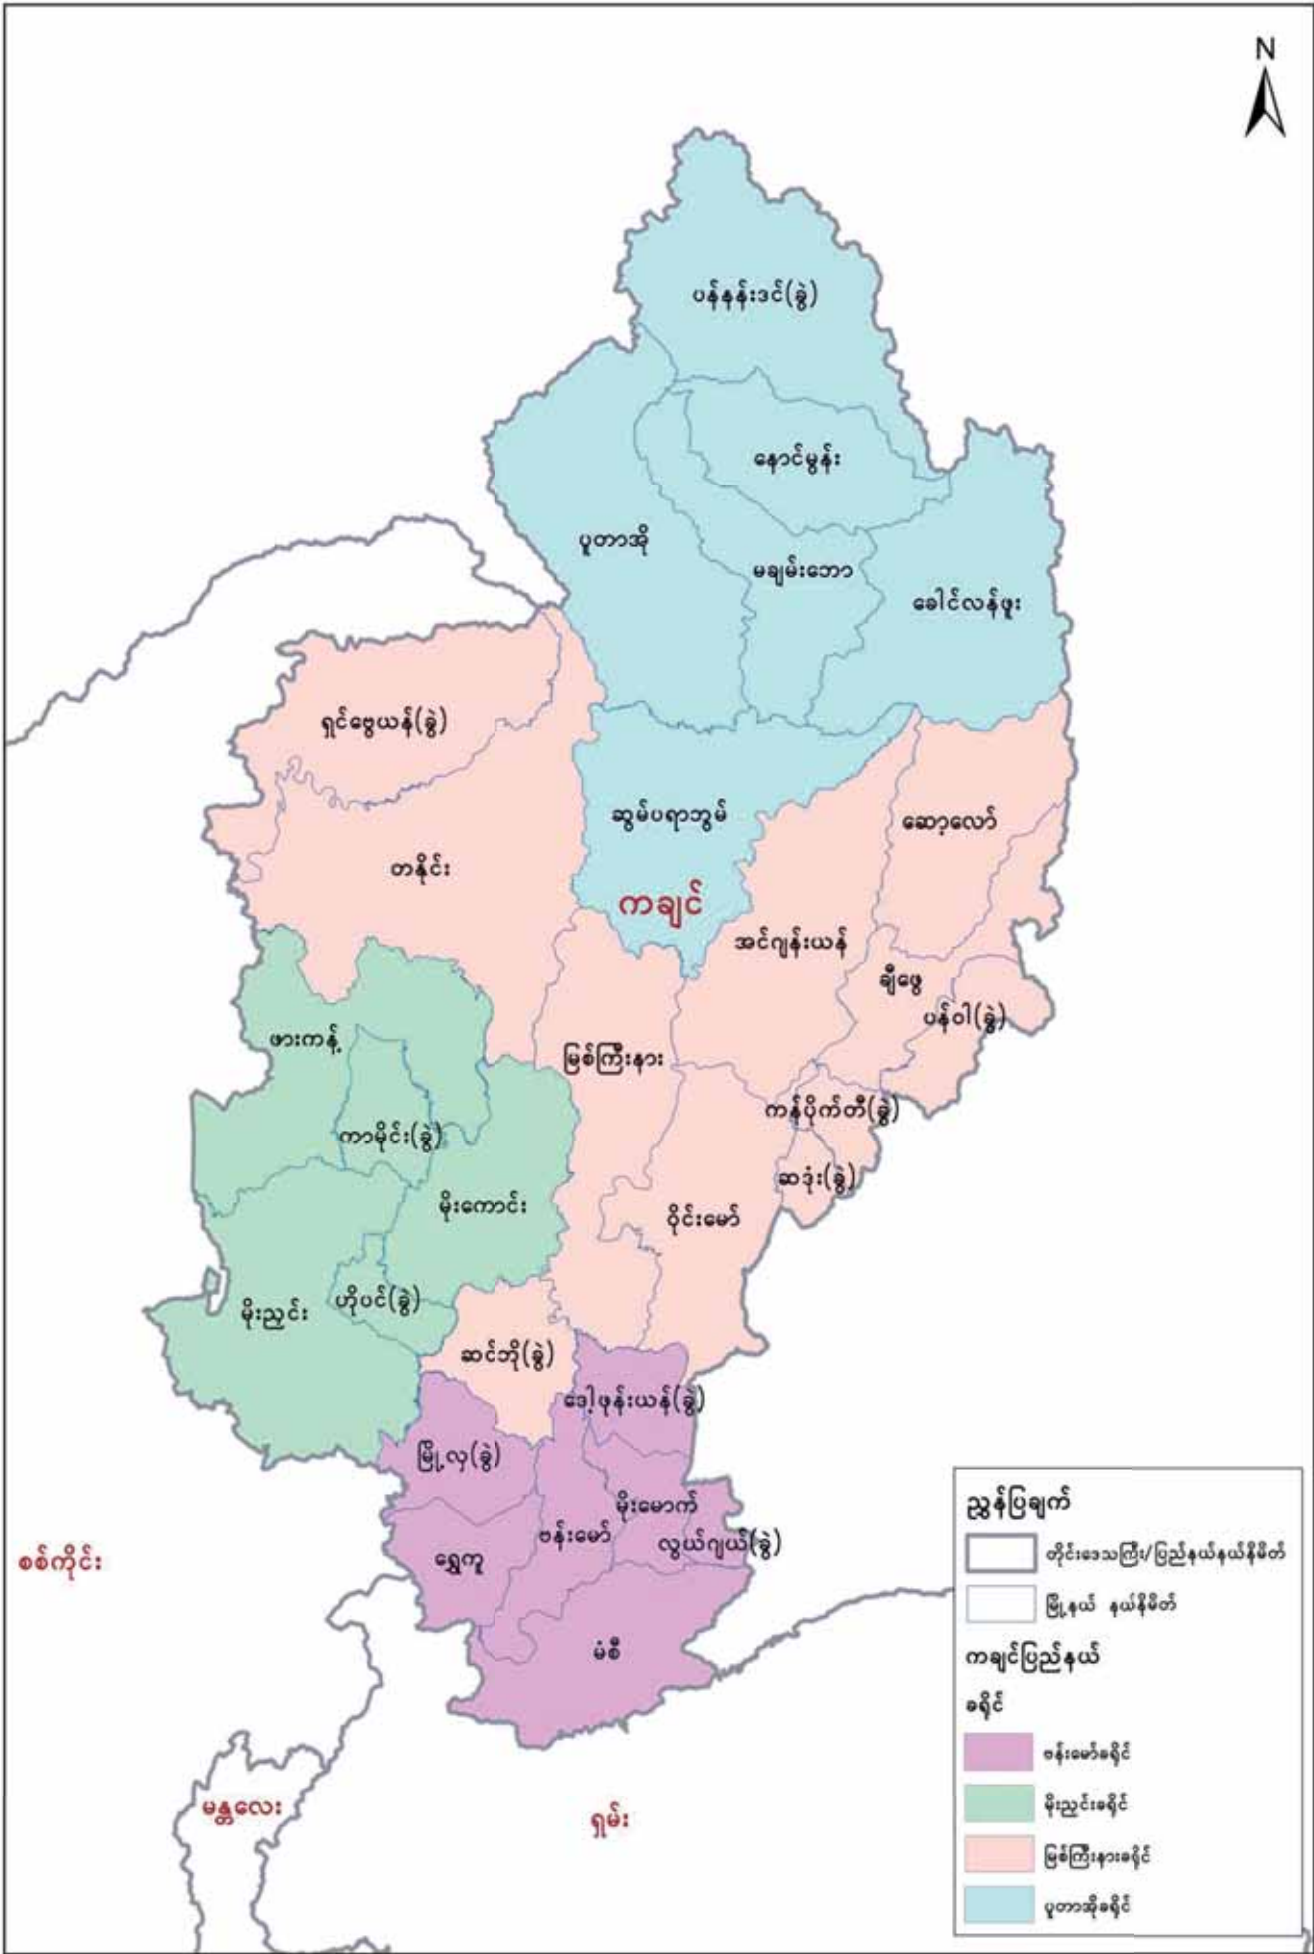 N
ပန်နန်းဒင်(ခွဲ)
နောင်မွန်း
ပူတာအို
မချမ်းဘော
ခေါင်လန်ဖူး
ရှင်ဗွေယန်(ခွဲ)
ဆွမ်ပရာဘွမ်
ဆော့လော်
တနိုင်း
ကချင်
အင်ဂျန်းယန်
ချီဖွေ
ပန်ဝါ(ခွဲ)
ဖားကန့်
မြစ်ကြီးနား
ကန်ပိုက်တီ(ခွဲ)
ကာမိုင်း(ခွဲ)
ဆဒုံး(ခွဲ)
မိုးကောင်း
ဝိုင်းမော်
ဟိုပင်(ခွဲ)
မိုးညှင်း
ဆင်ဘို(ခွဲ)
ဒေါ့ဖုန်းယန်(ခွဲ)
မြို့လှ(ခွဲ)
မိုးမောက်
ဗန်းမော်
လွယ်ဂျယ်(ခွဲ)
ရွှေကူ
စစ်ကိုင်း
မံစီ
မန္တလေး
ရှမ်း
ညွှန်ပြချက်
တိုင်းဒေသကြီး/ပြည်နယ်နယ်နိမိတ်
မြို့နယ် နယ်နိမိတ်
ကချင်ပြည်နယ်
ခရိုင်
ဗန်းမော်ခရိုင်
မိုးညှင်းခရိုင်
မြစ်ကြီးနားခရိုင်
ပူတာအိုခရိုင်